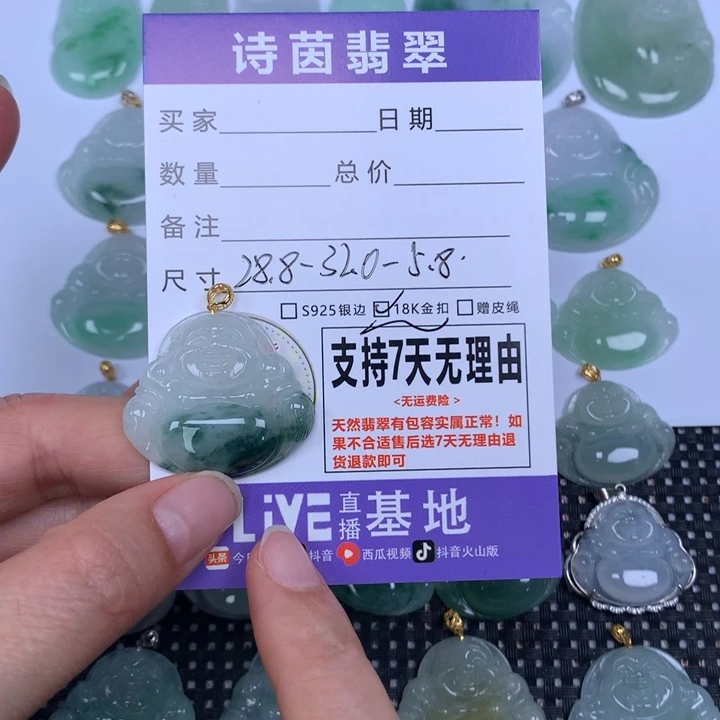 诗茵翡翠
买家 日期
数量 总价
备注
尺寸 28.8-32.0-5.8.
S925银边 18K金扣 赠皮绳
支持7天无理由
<无运费险>
天然翡翠有包容实属正常！如
果不合适售后选7天无理由退
货退款即可
LiVE 直播 基地
头条 今 抖音 西瓜视频 抖音火山版